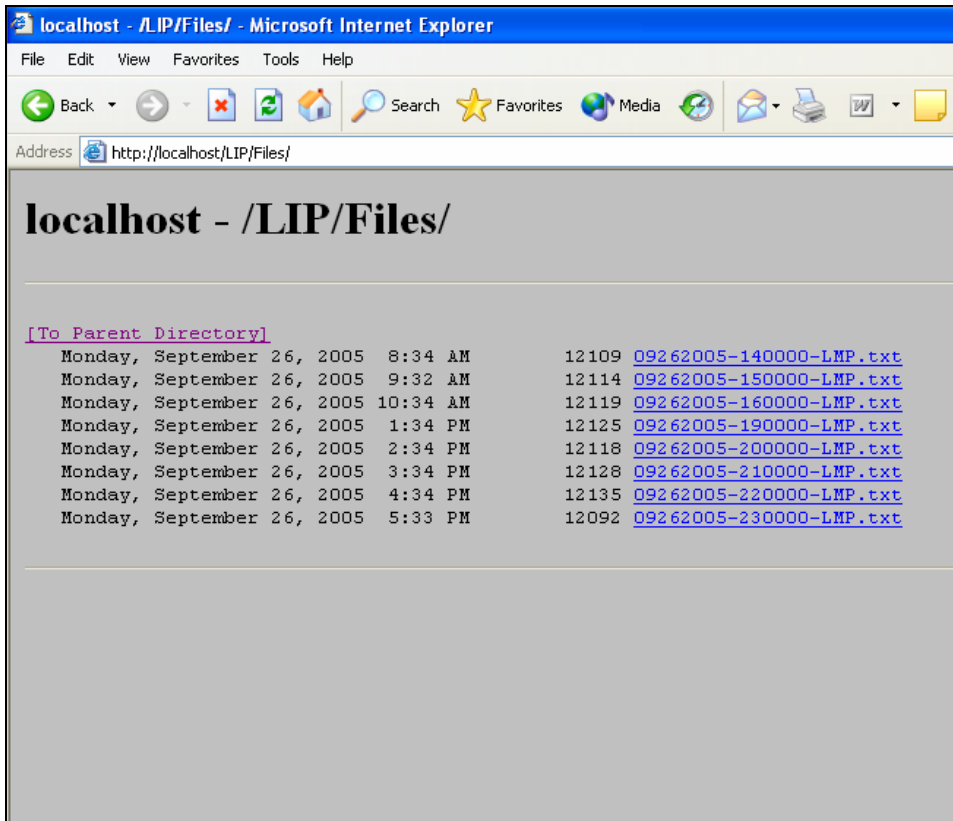 localhost - /LIP/Files/ - Microsoft Internet Explorer
File Edit View Favorites Tools Help
Back Search Favorites Media
Address http://localhost/LIP/Files/
localhost - /LIP/Files/
[To Parent Directory]
Monday, September 26, 2005 8:34 AM 12109 09262005-140000-LMP.txt
Monday, September 26, 2005 9:32 AM 12114 09262005-150000-LMP.txt
Monday, September 26, 2005 10:34 AM 12119 09262005-160000-LMP.txt
Monday, September 26, 2005 1:34 PM 12125 09262005-190000-LMP.txt
Monday, September 26, 2005 2:34 PM 12118 09262005-200000-LMP.txt
Monday, September 26, 2005 3:34 PM 12128 09262005-210000-LMP.txt
Monday, September 26, 2005 4:34 PM 12135 09262005-220000-LMP.txt
Monday, September 26, 2005 5:33 PM 12092 09262005-230000-LMP.txt